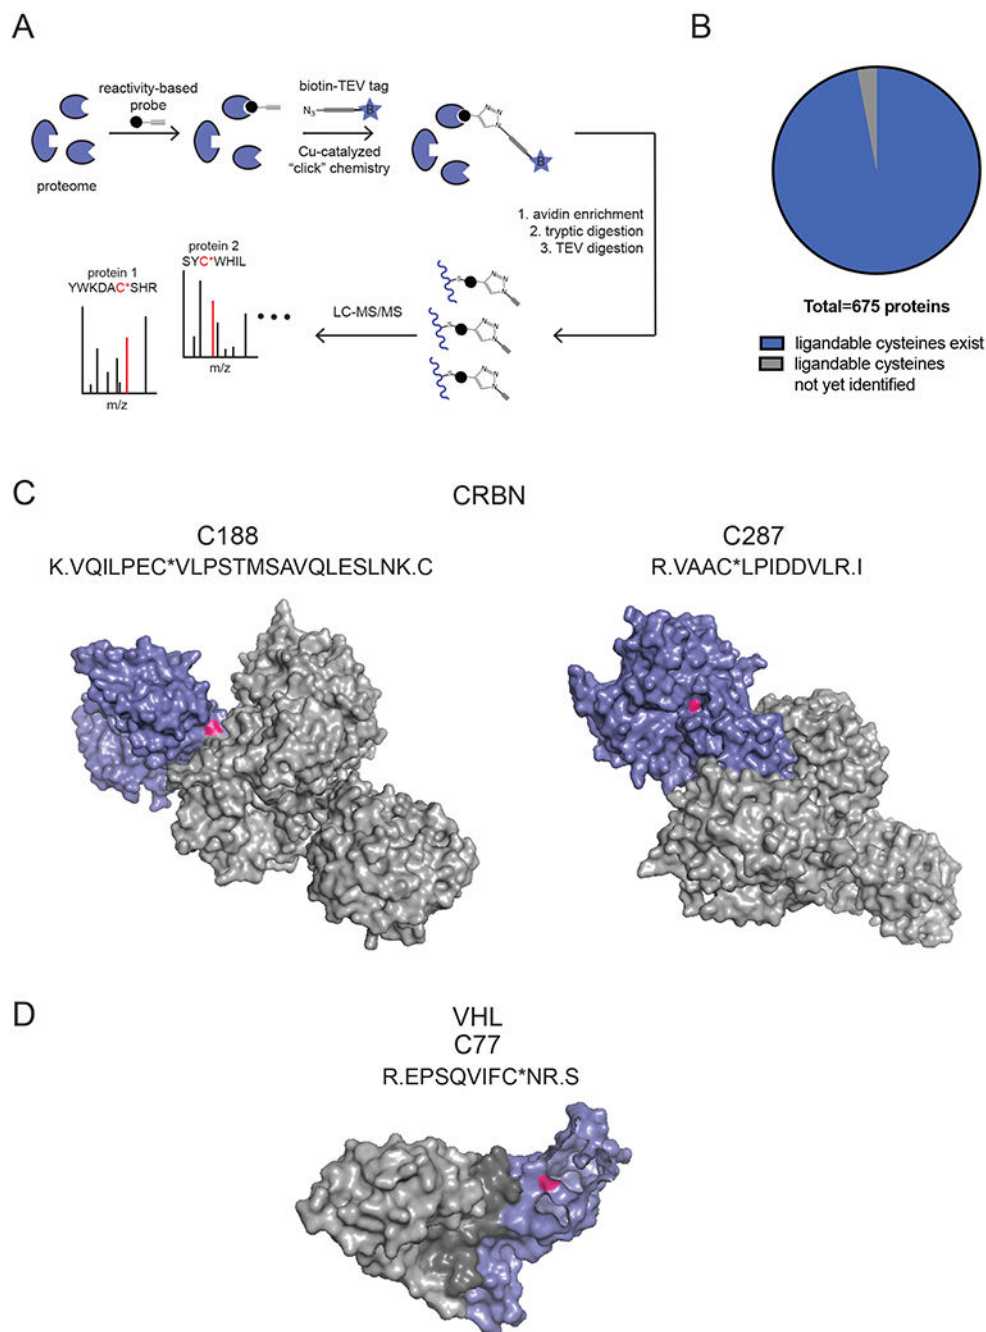 A
reactivity-based
probe
proteome
biotin-TEV tag
N3
B
Cu-catalyzed
"click" chemistry
N
N
N
B
1. avidin enrichment
2. tryptic digestion
3. TEV digestion
S
N
N
N
S
N
N
N
S
N
N
N
LC-MS/MS
protein 2
SYC*WHIL
m/z
protein 1
YWKDAC*SHR
m/z
B
Total=675 proteins
ligandable cysteines exist
ligandable cysteines
not yet identified
C
CRBN
C188
K.VQILPEC*VLPSTMSAVQLESLNK.C
C287
R.VAAC*LPIDDVLR.I
D
VHL
C77
R.EPSQVIFC*NR.S